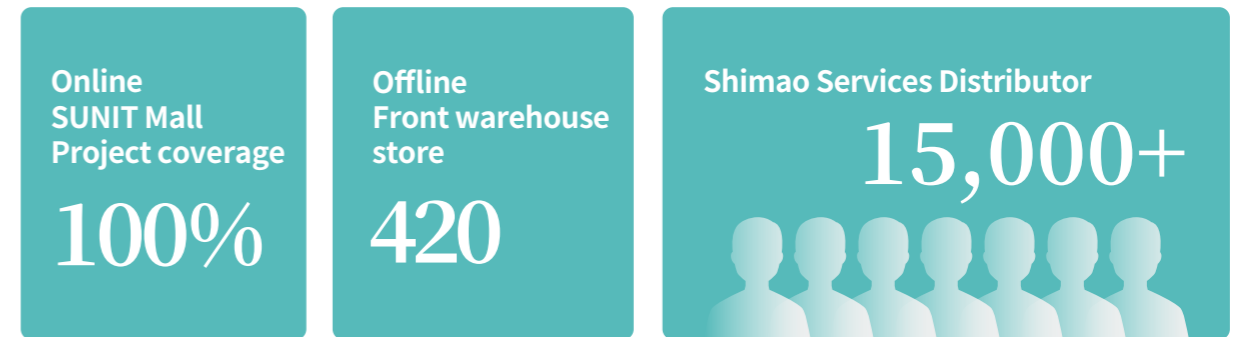 Online
SUNIT Mall
Project coverage
100%
Offline
Front warehouse
store
420
Shimao Services Distributor
15,000+